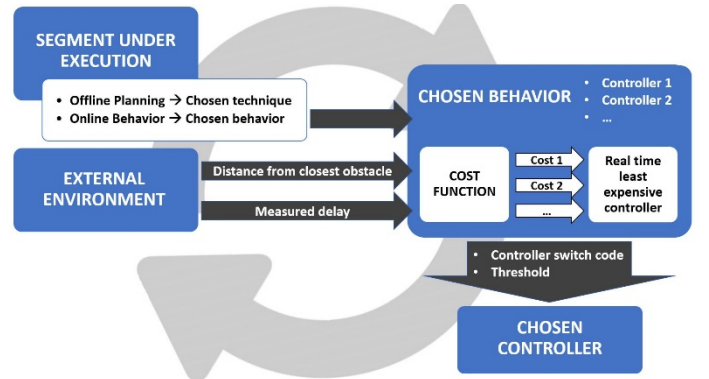 SEGMENT UNDER
EXECUTION
• Offline Planning → Chosen technique
• Online Behavior → Chosen behavior
EXTERNAL
ENVIRONMENT
Distance from closest obstacle
Measured delay
CHOSEN BEHAVIOR
• Controller 1
• Controller 2
• ...
COST
FUNCTION
Cost 1
Cost 2
...
Real time
least
expensive
controller
• Controller switch code
• Threshold
CHOSEN
CONTROLLER